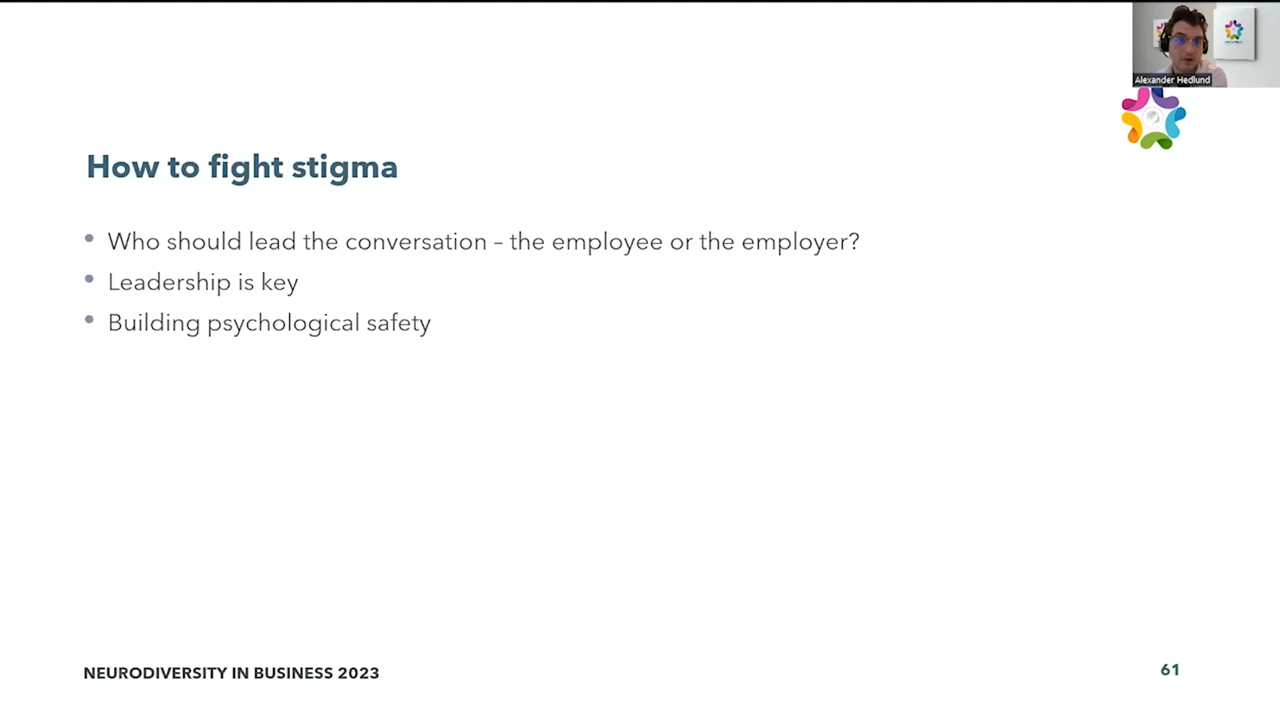 Alexander Hedlund
How to fight stigma
• Who should lead the conversation – the employee or the employer?
• Leadership is key
• Building psychological safety
NEURODIVERSITY IN BUSINESS 2023
61